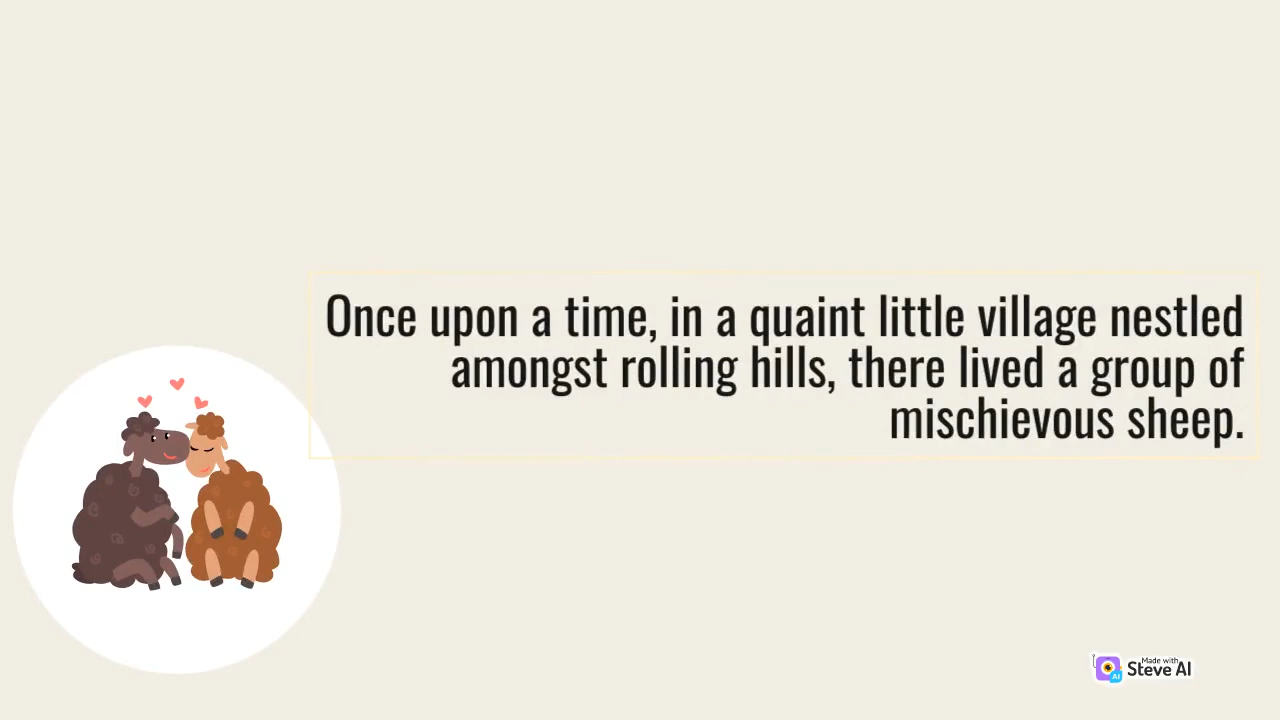 Once upon a time, in a quaint little village nestled
amongst rolling hills, there lived a group of
mischievous sheep.
Made with
Steve AI
AI